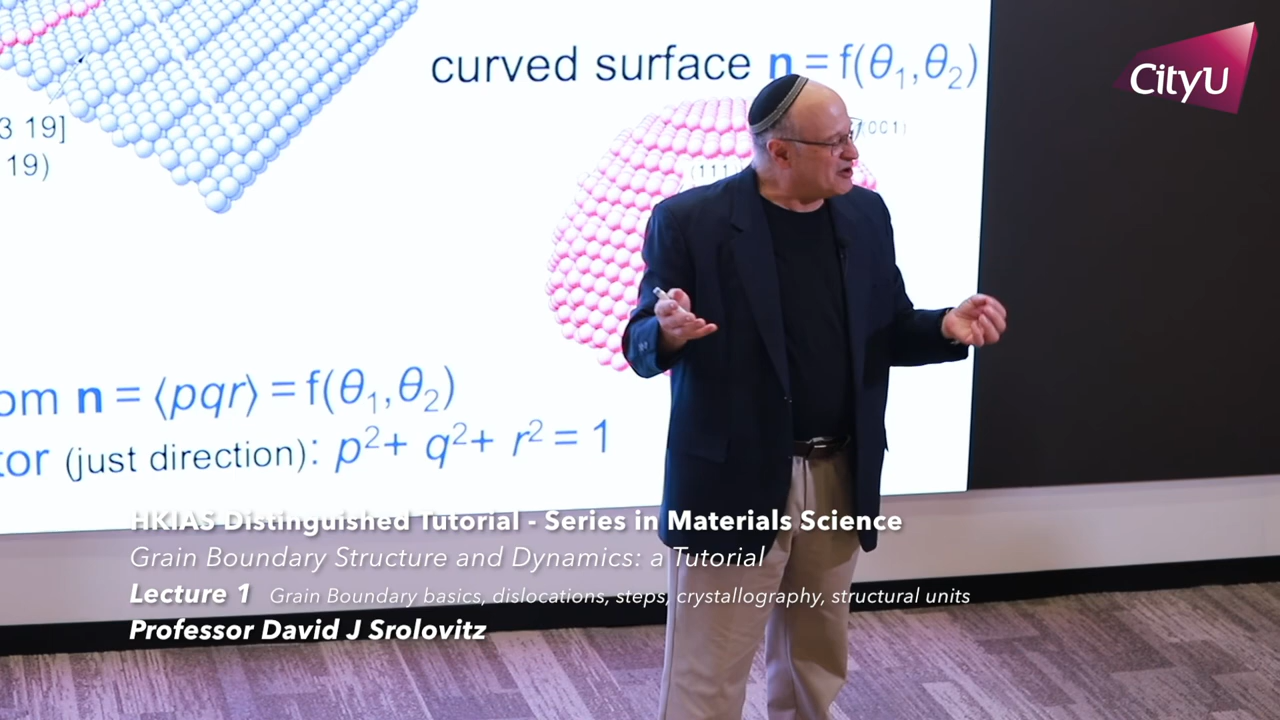 curved surface n = f(θ₁,θ₂)
CityU
3 19]
19)
(111)
om n = ⟨pqr⟩ = f(θ₁,θ₂)
tor (just direction): p²+ q²+ r² = 1
HKIAS Distinguished Tutorial - Series in Materials Science
Grain Boundary Structure and Dynamics: a Tutorial
Lecture 1 Grain Boundary basics, dislocations, steps, crystallography, structural units
Professor David J Srolovitz